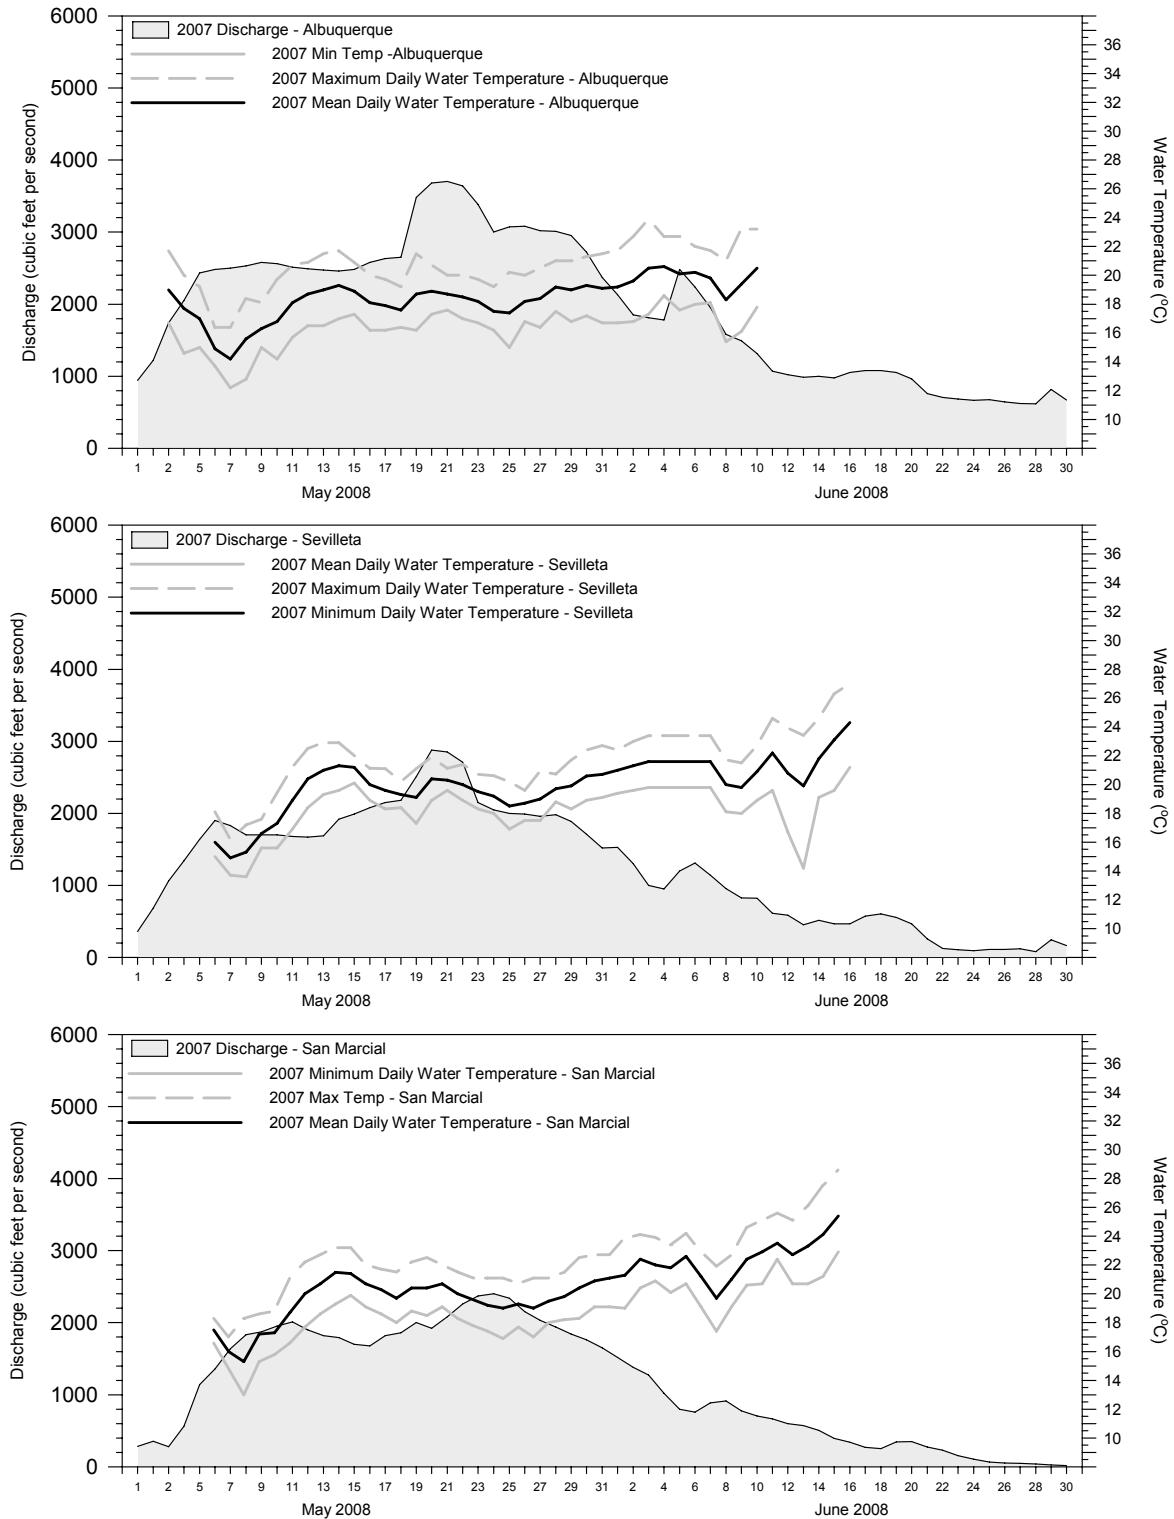 6000
5000
4000
3000
2000
1000
0
Discharge (cubic feet per second)
2007 Discharge - Albuquerque
2007 Min Temp -Albuquerque
2007 Maximum Daily Water Temperature - Albuquerque
2007 Mean Daily Water Temperature - Albuquerque
36
34
32
30
28
26
24
22
20
18
16
14
12
10
Water Temperature (°C)
1 2 5 7 9 11 13 15 17 19 21 23 25 27 29 31 2 4 6 8 10 12 14 16 18 20 22 24 26 28 30
May 2008 June 2008
6000
5000
4000
3000
2000
1000
0
Discharge (cubic feet per second)
2007 Discharge - Sevilleta
2007 Mean Daily Water Temperature - Sevilleta
2007 Maximum Daily Water Temperature - Sevilleta
2007 Minimum Daily Water Temperature - Sevilleta
36
34
32
30
28
26
24
22
20
18
16
14
12
10
Water Temperature (°C)
1 2 5 7 9 11 13 15 17 19 21 23 25 27 29 31 2 4 6 8 10 12 14 16 18 20 22 24 26 28 30
May 2008 June 2008
6000
5000
4000
3000
2000
1000
0
Discharge (cubic feet per second)
2007 Discharge - San Marcial
2007 Minimum Daily Water Temperature - San Marcial
2007 Max Temp - San Marcial
2007 Mean Daily Water Temperature - San Marcial
36
34
32
30
28
26
24
22
20
18
16
14
12
10
Water Temperature (°C)
1 2 5 7 9 11 13 15 17 19 21 23 25 27 29 31 2 4 6 8 10 12 14 16 18 20 22 24 26 28 30
May 2008 June 2008